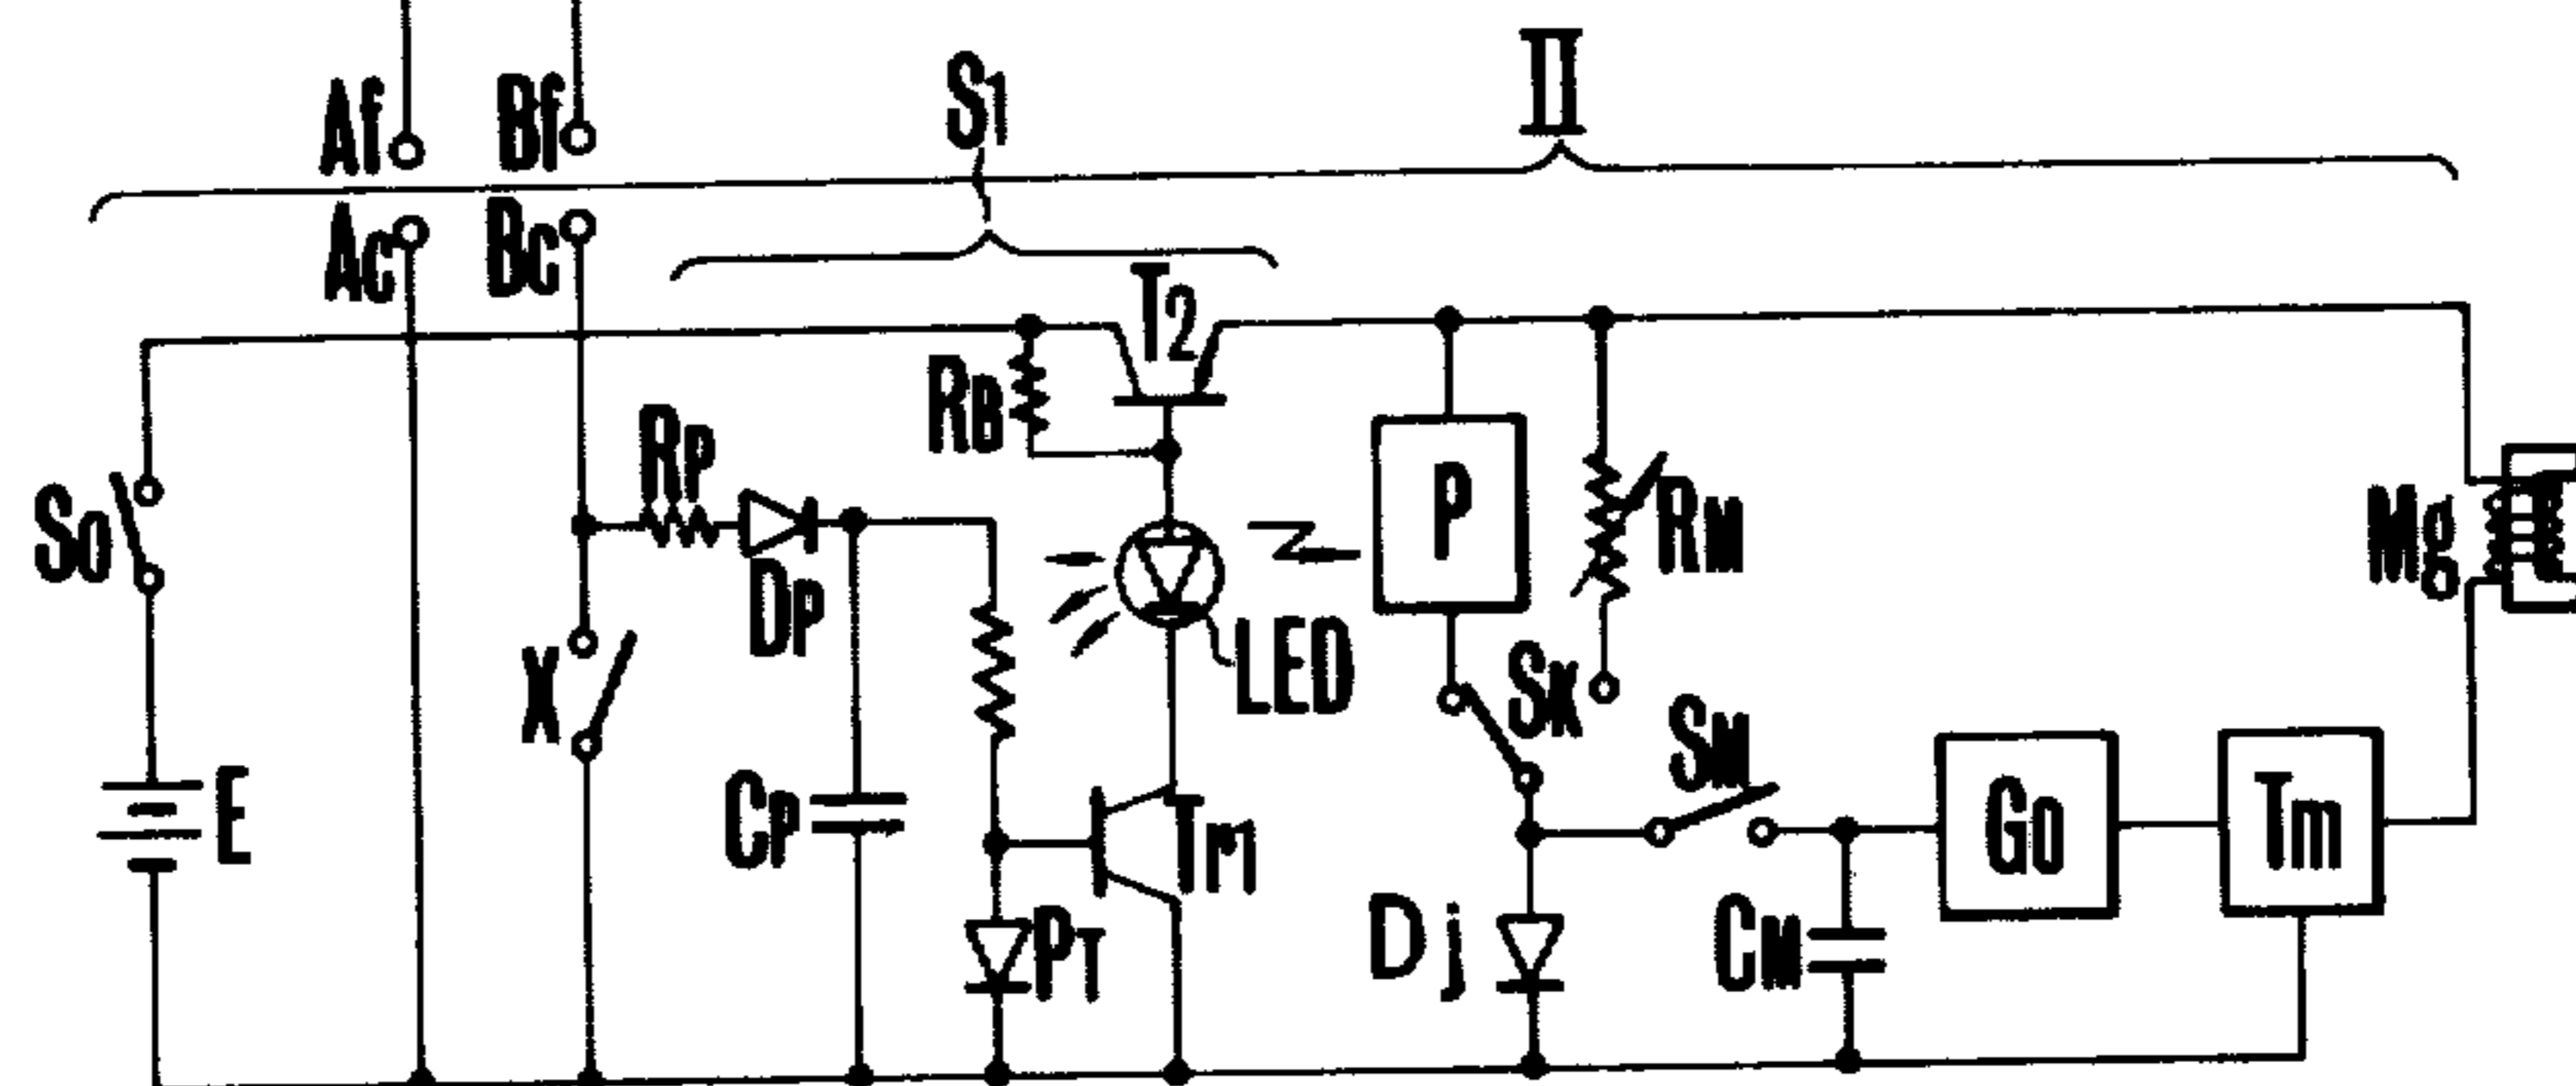 II
S1
Af
Bf
Ac
Bc
T2
RB
RP
P
RM
Mg
So
DP
LED
SK
X
SM
E
CP
Tr1
Go
Tm
PT
Dj
CM